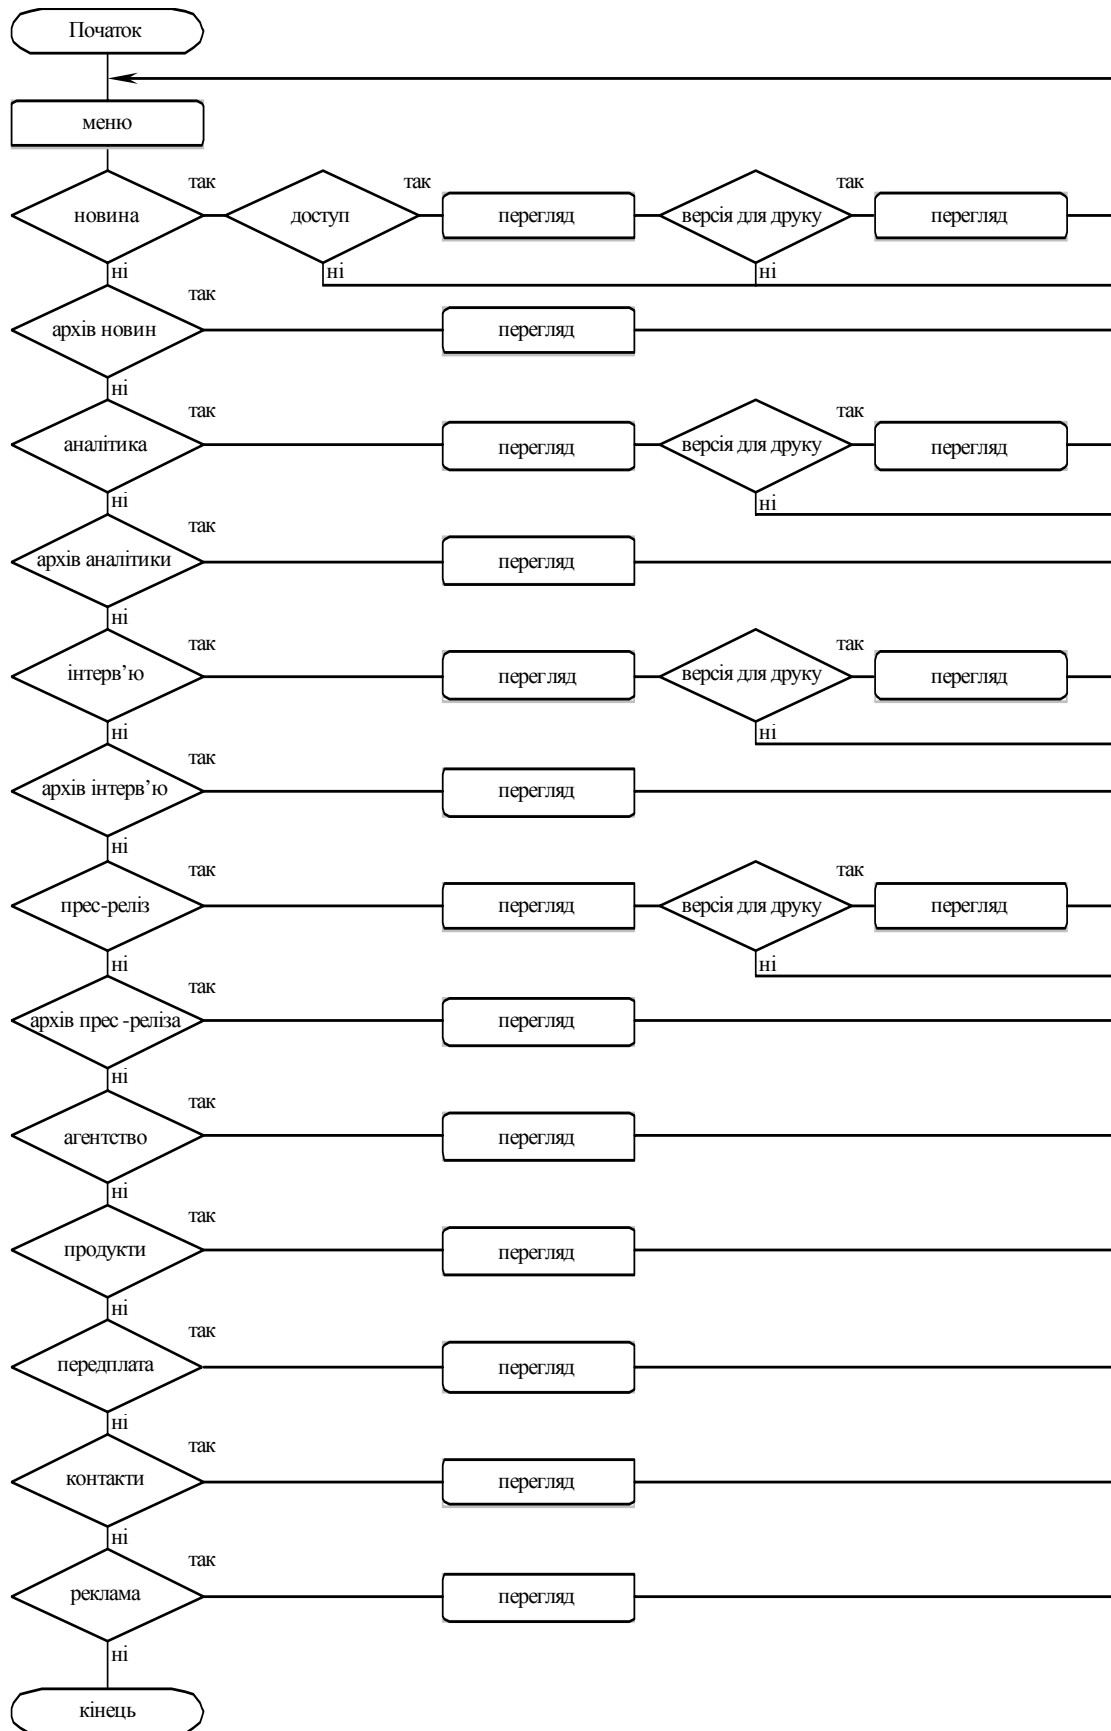 Початок
меню
новина
так
доступ
так
перегляд
версія для друку
так
перегляд
ні
ні
ні
архів новин
так
перегляд
ні
аналітика
так
перегляд
версія для друку
так
перегляд
ні
ні
архів аналітики
так
перегляд
ні
інтерв’ю
так
перегляд
версія для друку
так
перегляд
ні
ні
архів інтерв’ю
так
перегляд
ні
прес-реліз
так
перегляд
версія для друку
так
перегляд
ні
ні
архів прес -реліза
так
перегляд
ні
агентство
так
перегляд
ні
продукти
так
перегляд
ні
передплата
так
перегляд
ні
контакти
так
перегляд
ні
реклама
так
перегляд
ні
кінець